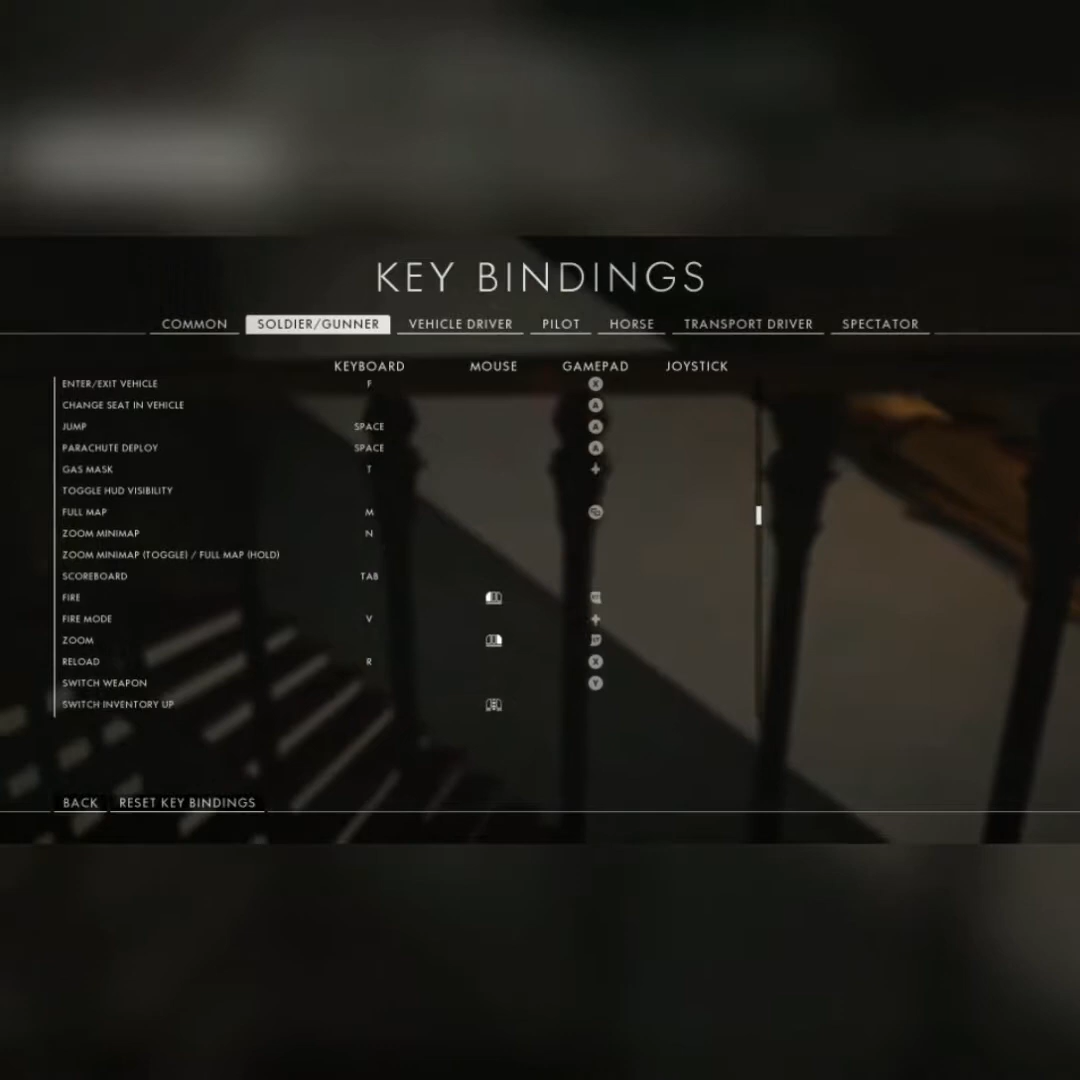 KEY BINDINGS
COMMON SOLDIER/GUNNER VEHICLE DRIVER PILOT HORSE TRANSPORT DRIVER SPECTATOR
KEYBOARD MOUSE GAMEPAD JOYSTICK
ENTER/EXIT VEHICLE F X
CHANGE SEAT IN VEHICLE A
JUMP SPACE A
PARACHUTE DEPLOY SPACE A
GAS MASK T
TOGGLE HUD VISIBILITY
FULL MAP M
ZOOM MINIMAP N
ZOOM MINIMAP (TOGGLE) / FULL MAP (HOLD)
SCOREBOARD TAB
FIRE
FIRE MODE V
ZOOM
RELOAD R X
SWITCH WEAPON Y
SWITCH INVENTORY UP
BACK RESET KEY BINDINGS